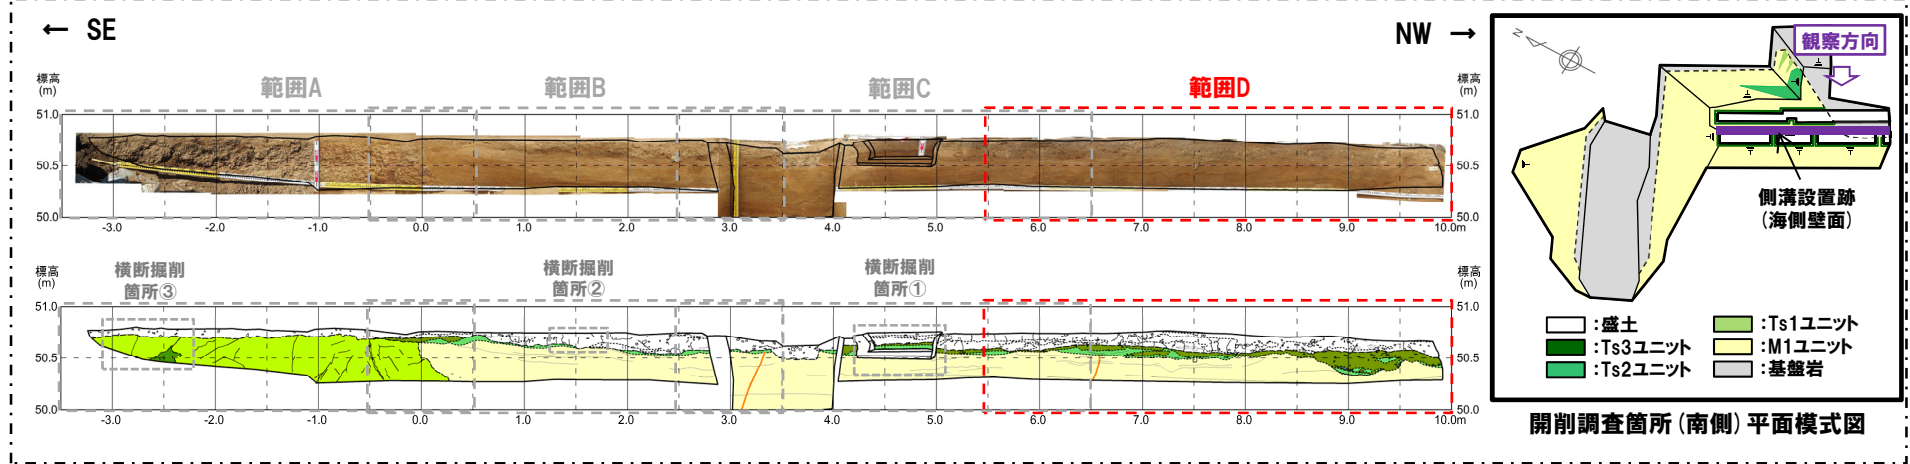 ← SE
NW →
範囲A
範囲B
範囲C
範囲D
標高
(m)
標高
(m)
51.0
50.5
50.0
51.0
50.5
50.0
-3.0
-2.0
-1.0
0.0
1.0
2.0
3.0
4.0
5.0
6.0
7.0
8.0
9.0
10.0m
横断掘削
箇所③
横断掘削
箇所②
横断掘削
箇所①
標高
(m)
標高
(m)
51.0
50.5
50.0
51.0
50.5
50.0
-3.0
-2.0
-1.0
0.0
1.0
2.0
3.0
4.0
5.0
6.0
7.0
8.0
9.0
10.0m
N
観察方向
側溝設置跡
(海側壁面)
:盛土
:Ts3ユニット
:Ts2ユニット
:Ts1ユニット
:M1ユニット
:基盤岩
開削調査箇所(南側)平面模式図